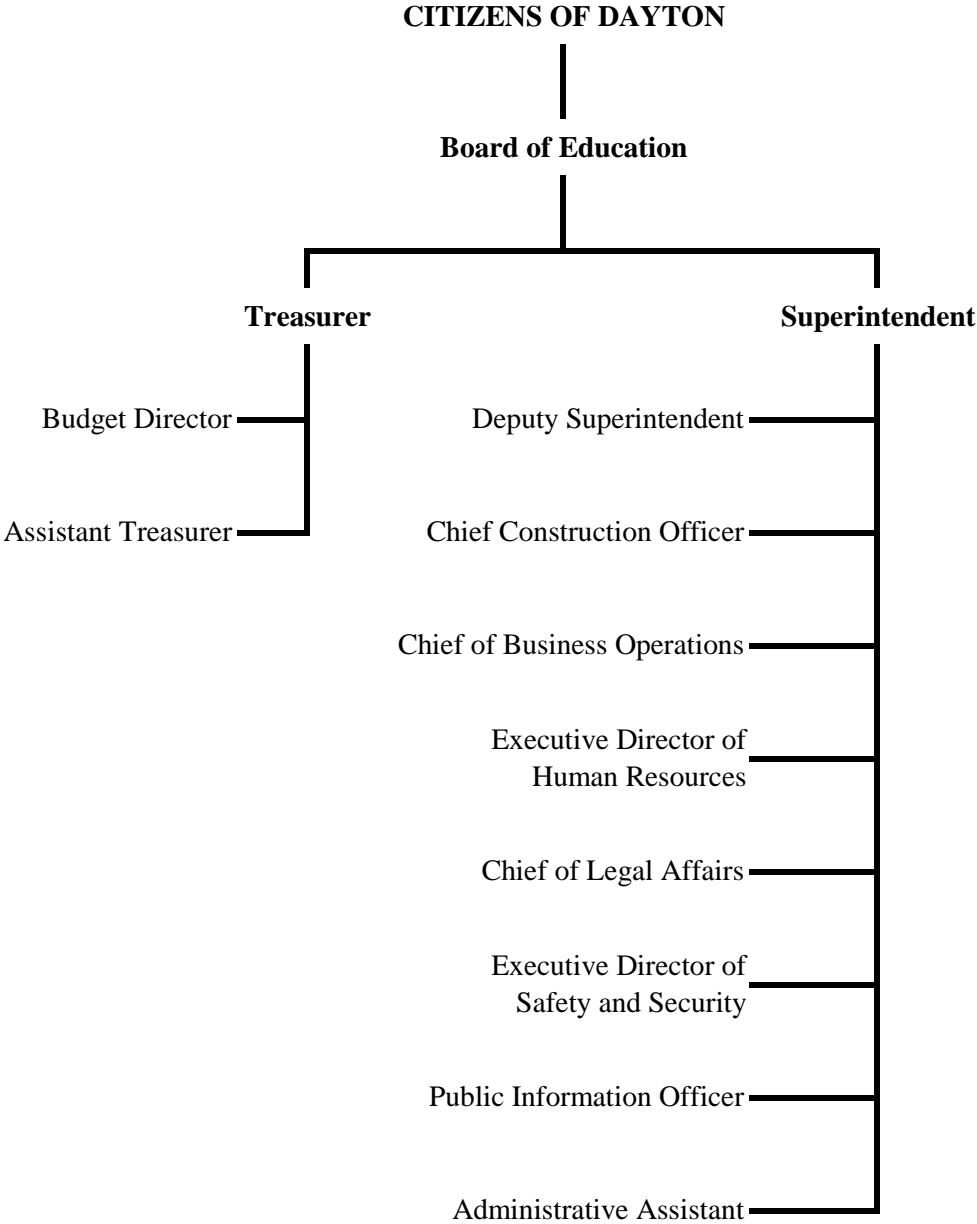 CITIZENS OF DAYTON
Board of Education
Treasurer
Superintendent
Budget Director
Deputy Superintendent
Assistant Treasurer
Chief Construction Officer
Chief of Business Operations
Executive Director of
Human Resources
Chief of Legal Affairs
Executive Director of
Safety and Security
Public Information Officer
Administrative Assistant